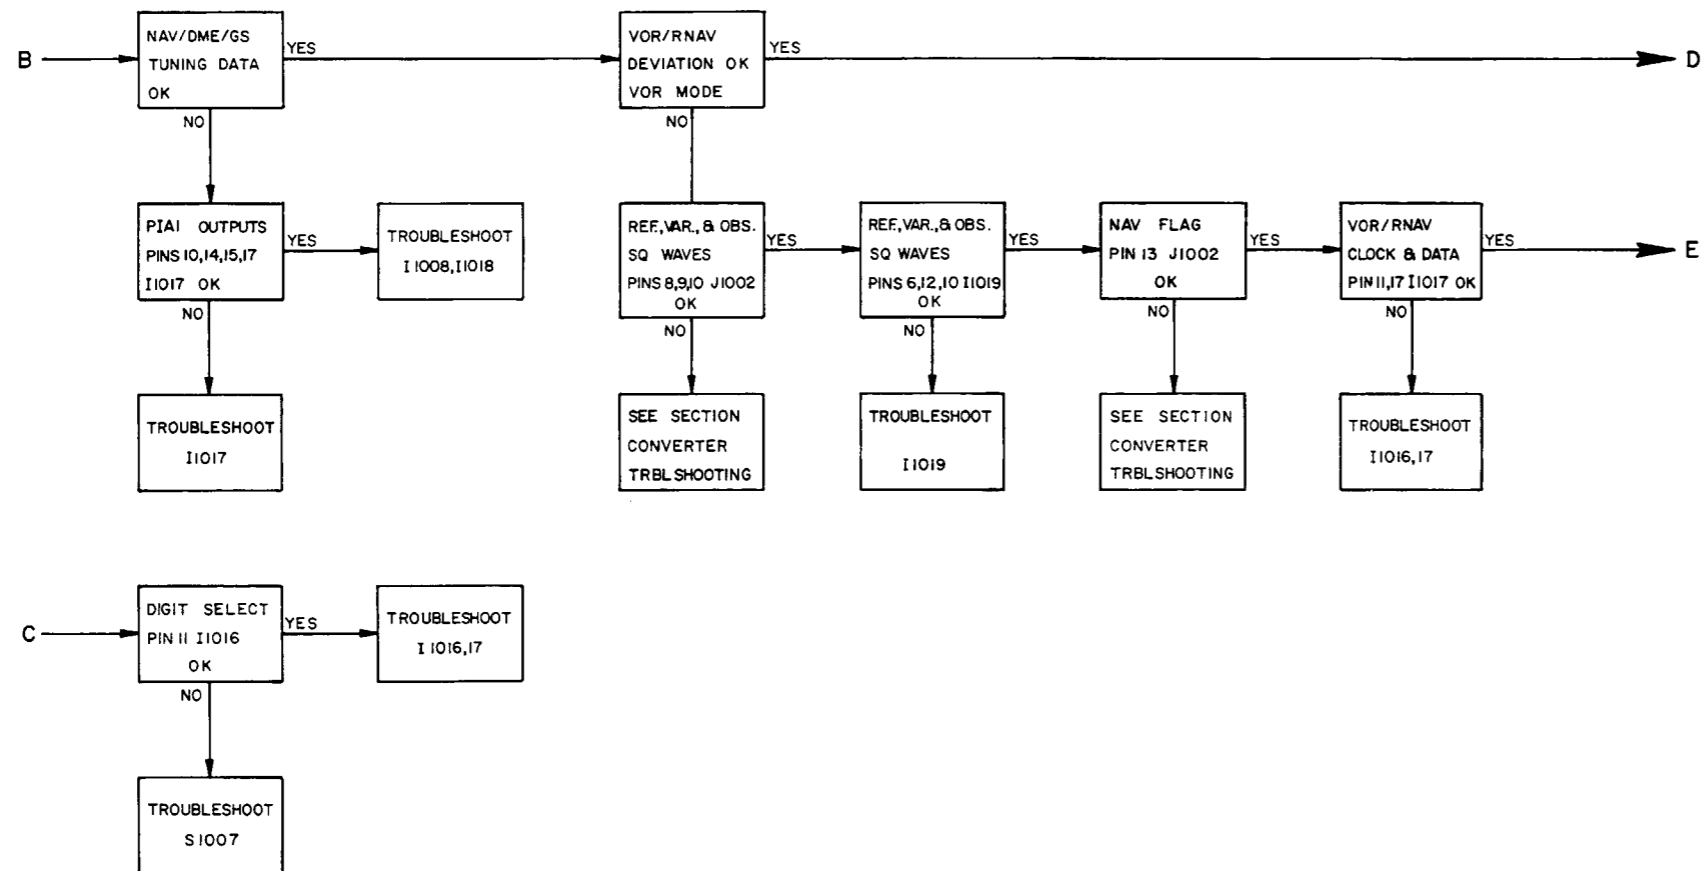 B
NAV/DME/GS
TUNING DATA
OK
YES
NO
VOR/RNAV
DEVIATION OK
VOR MODE
YES
NO
D
PIA1 OUTPUTS
PINS 10,14,15,17
I1017 OK
YES
NO
TROUBLESHOOT
I1008,I1018
REF., VAR., & OBS.
SQ WAVES
PINS 8,9,10 J1002
OK
YES
NO
REF., VAR., & OBS.
SQ WAVES
PINS 6,12,10 I1019
OK
YES
NO
NAV FLAG
PIN 13 J1002
OK
YES
NO
VOR/RNAV
CLOCK & DATA
PIN 11,17 I1017 OK
YES
NO
E
TROUBLESHOOT
I1017
SEE SECTION
CONVERTER
TRBLSHOOTING
TROUBLESHOOT
I1019
SEE SECTION
CONVERTER
TRBLSHOOTING
TROUBLESHOOT
I1016,17
C
DIGIT SELECT
PIN 11 I1016
OK
YES
NO
TROUBLESHOOT
I1016,17
TROUBLESHOOT
S1007